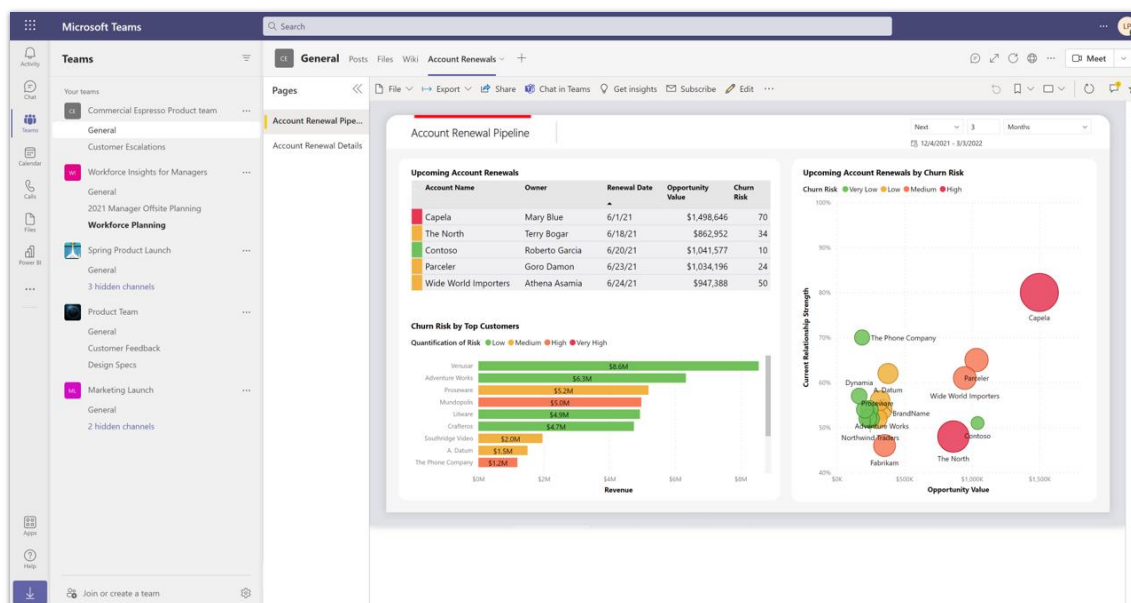 Microsoft Teams
Search
LP
Activity
Chat
Teams
Calendar
Calls
Files
Power BI
Apps
Help
Teams
Your teams
CE Commercial Espresso Product team
General
Customer Escalations
WI Workforce Insights for Managers
General
2021 Manager Offsite Planning
Workforce Planning
Spring Product Launch
General
3 hidden channels
Product Team
General
Customer Feedback
Design Specs
ML Marketing Launch
General
2 hidden channels
Join or create a team
CE General Posts Files Wiki Account Renewals
Meet
Pages
Account Renewal Pipe...
Account Renewal Details
File Export Share Chat in Teams Get insights Subscribe Edit
Account Renewal Pipeline
Next 3 Months
12/4/2021 - 3/3/2022
Upcoming Account Renewals
Account Name Owner Renewal Date Opportunity Value Churn Risk
Capela Mary Blue 6/1/21 $1,498,646 70
The North Terry Bogar 6/18/21 $862,952 34
Contoso Roberto Garcia 6/20/21 $1,041,577 10
Parceler Goro Damon 6/23/21 $1,034,196 24
Wide World Importers Athena Asamia 6/24/21 $947,388 50
Churn Risk by Top Customers
Quantification of Risk Low Medium High Very High
Venuser $8.6M
Adventure Works $6.3M
Proseware $5.2M
Mundopolis $5.0M
Litware $4.9M
Crafteros $4.7M
Southridge Video $2.0M
A. Datum $1.5M
The Phone Company $1.2M
$0M $2M $4M $6M $8M
Revenue
Upcoming Account Renewals by Churn Risk
Churn Risk Very Low Low Medium High
100%
90%
80%
70%
60%
50%
40%
Current Relationship Strength
Capela
The Phone Company
Parceler
A. Datum
Dynamia
Wide World Importers
Proseware
BrandName
Adventure Works
Northwind Traders
Contoso
The North
Fabrikam
$0K $500K $1,000K $1,500K
Opportunity Value